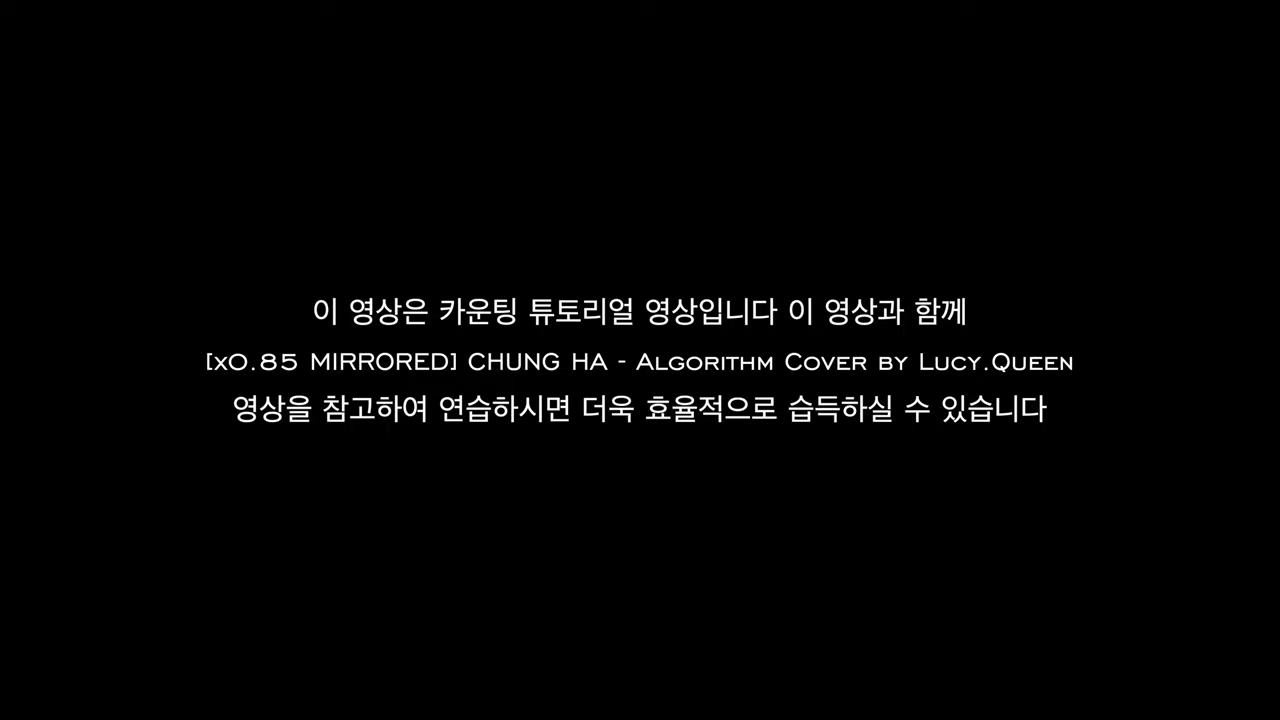 이 영상은 카운팅 튜토리얼 영상입니다 이 영상과 함께
[x0.85 MIRRORED] CHUNG HA - Algorithm Cover by Lucy.Queen
영상을 참고하여 연습하시면 더욱 효율적으로 습득하실 수 있습니다